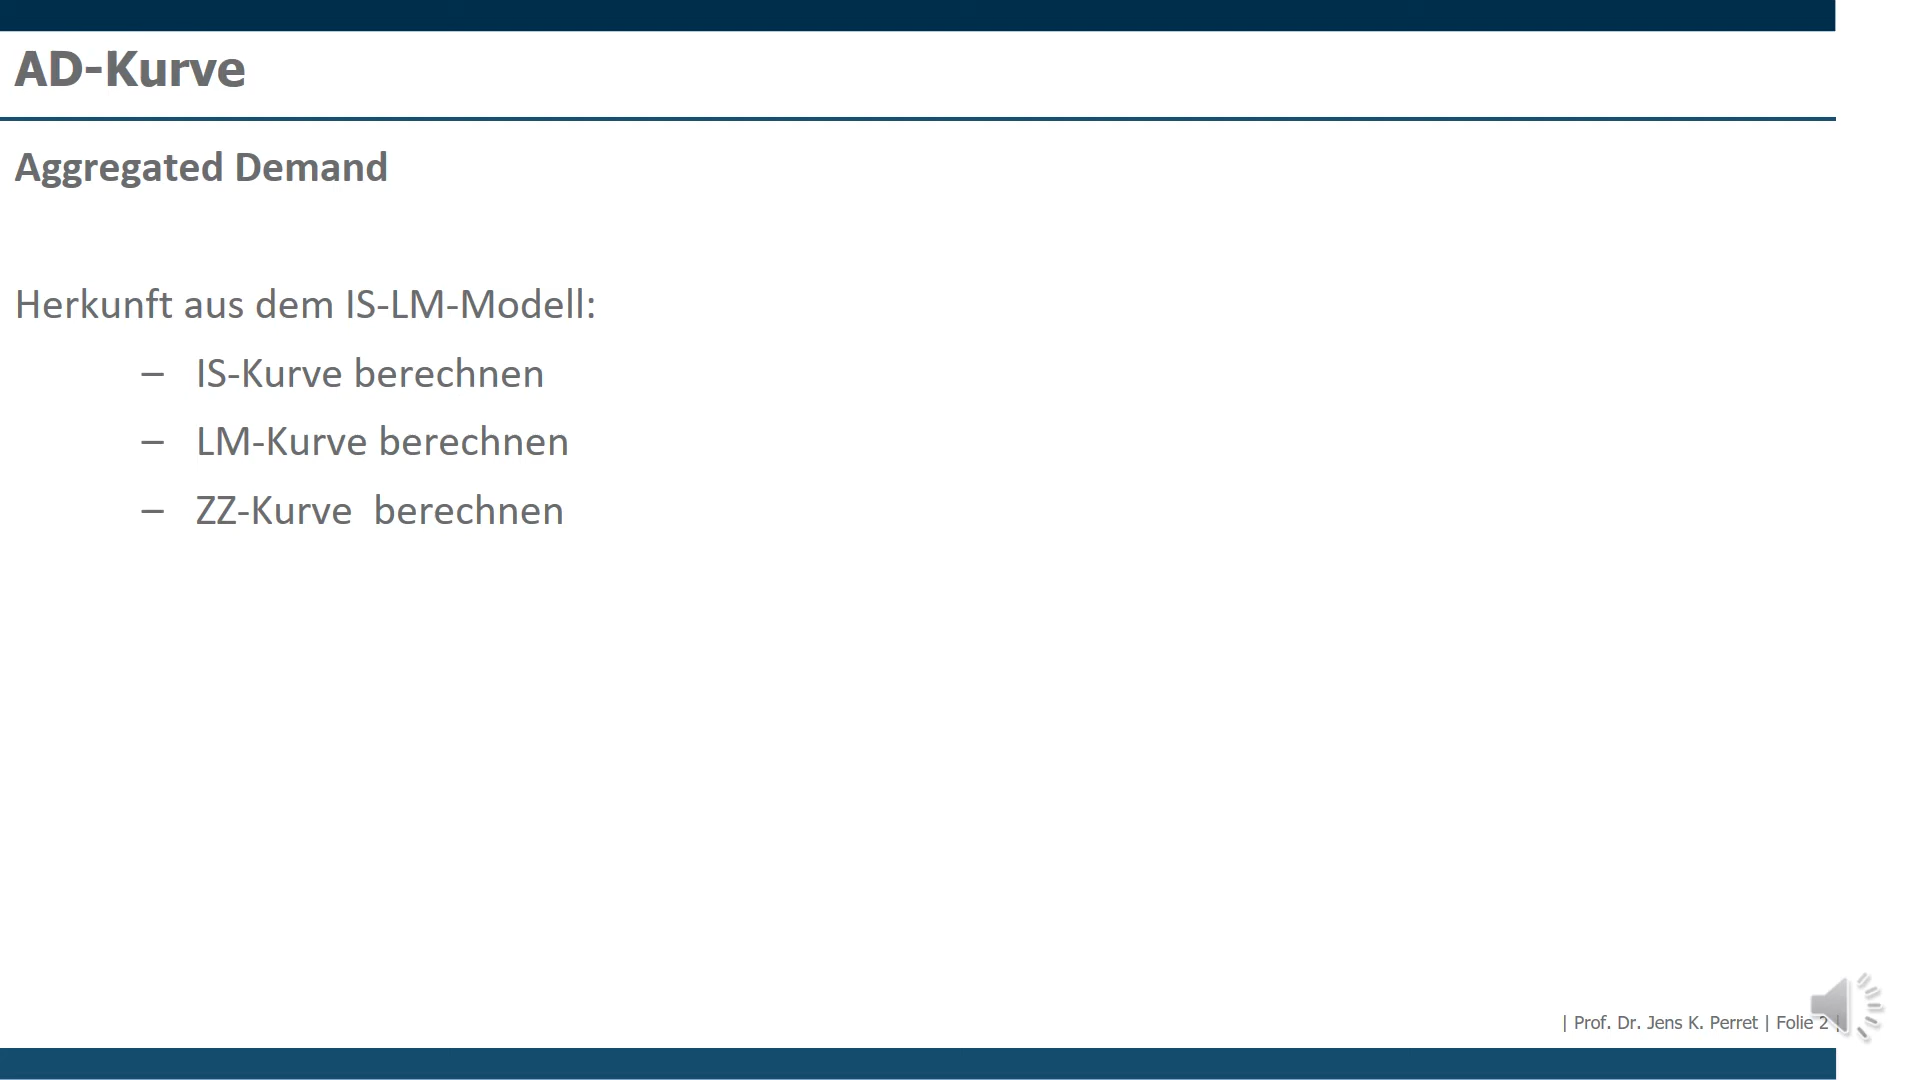 AD-Kurve
Aggregated Demand
Herkunft aus dem IS-LM-Modell:
– IS-Kurve berechnen
– LM-Kurve berechnen
– ZZ-Kurve  berechnen
| Prof. Dr. Jens K. Perret | Folie 2 |